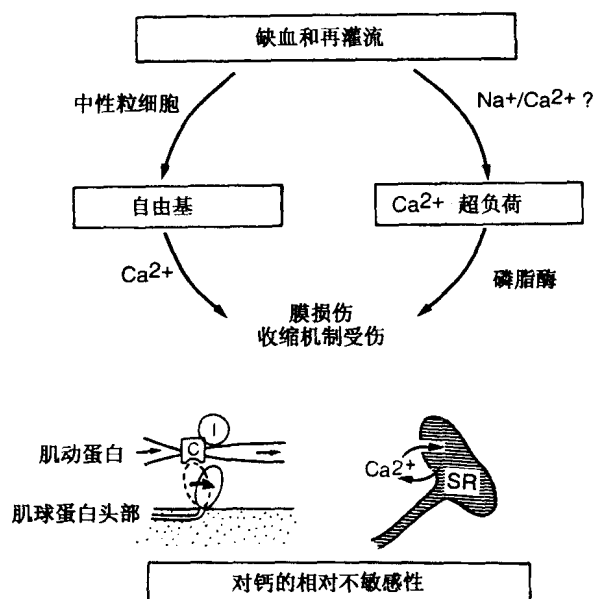 缺血和再灌流
中性粒细胞
Na+/Ca2+ ?
自由基
Ca2+ 超负荷
Ca2+
磷脂酶
膜损伤
收缩机制受伤
I
C
肌动蛋白
Ca2+
SR
肌球蛋白头部
对钙的相对不敏感性